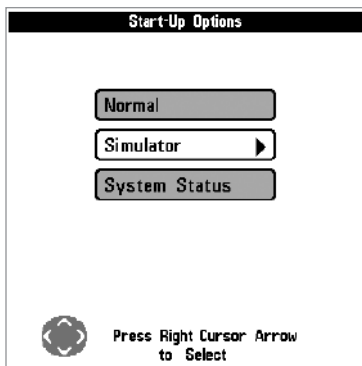 Start-Up Options
Normal
Simulator
System Status
Press Right Cursor Arrow
to Select